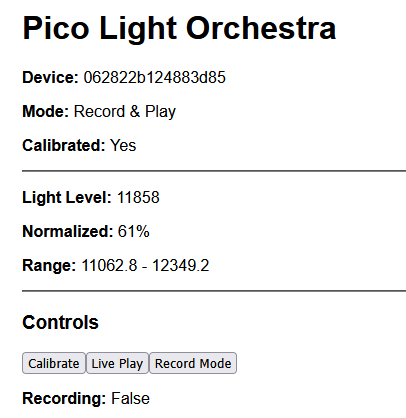 Pico Light Orchestra
Device: 062822b124883d85
Mode: Record & Play
Calibrated: Yes
Light Level: 11858
Normalized: 61%
Range: 11062.8 - 12349.2
Controls
Calibrate Live Play Record Mode
Recording: False